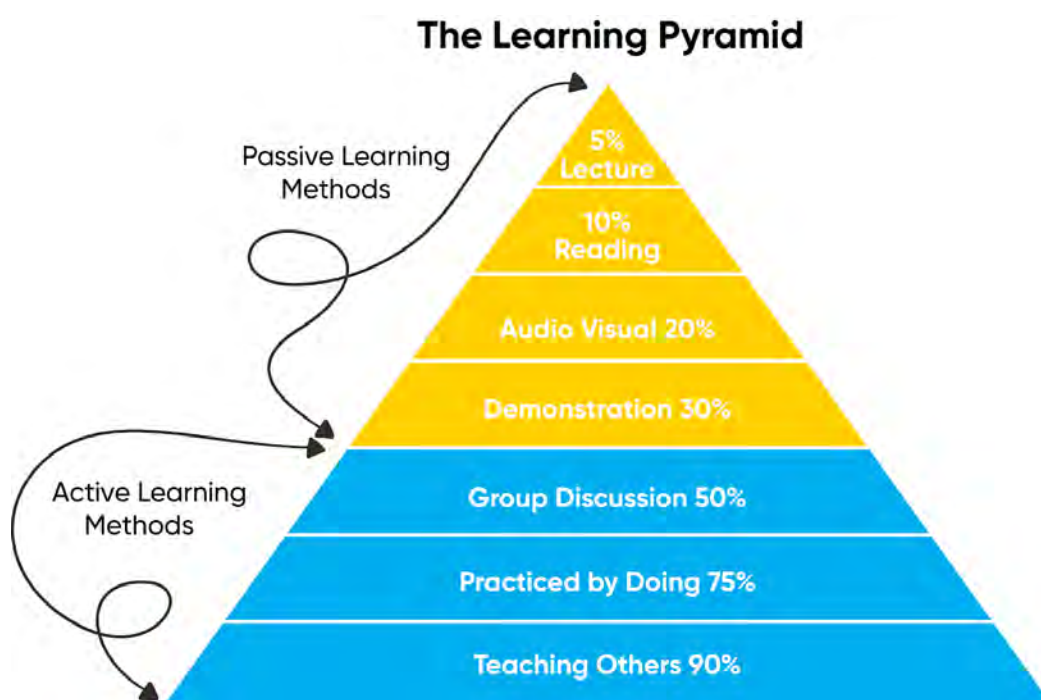 The Learning Pyramid
Passive Learning
Methods
5%
Lecture
10%
Reading
Audio Visual 20%
Demonstration 30%
Active Learning
Methods
Group Discussion 50%
Practiced by Doing 75%
Teaching Others 90%